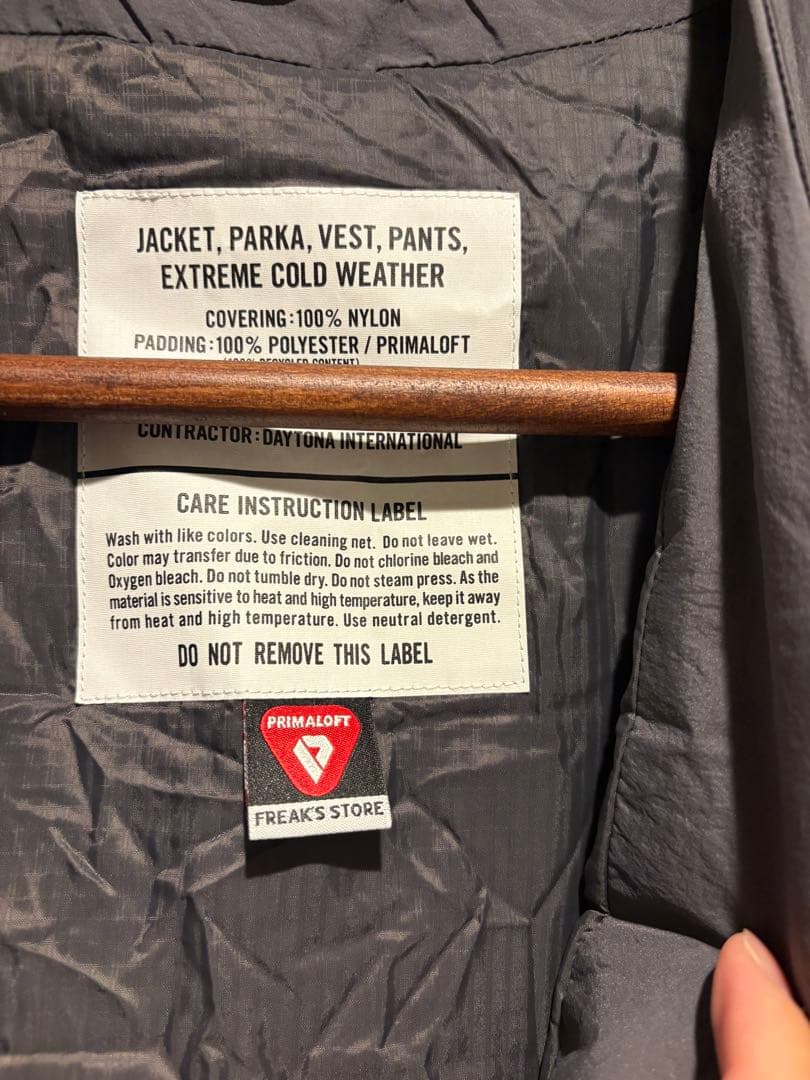 JACKET, PARKA, VEST, PANTS,
EXTREME COLD WEATHER
COVERING:100% NYLON
PADDING:100% POLYESTER / PRIMALOFT
(100% RECYCLED CONTENT)
CONTRACTOR:DAYTONA INTERNATIONAL
CARE INSTRUCTION LABEL
Wash with like colors. Use cleaning net. Do not leave wet.
Color may transfer due to friction. Do not chlorine bleach and
Oxygen bleach. Do not tumble dry. Do not steam press. As the
material is sensitive to heat and high temperature, keep it away
from heat and high temperature. Use neutral detergent.
DO NOT REMOVE THIS LABEL
PRIMALOFT
FREAK'S STORE